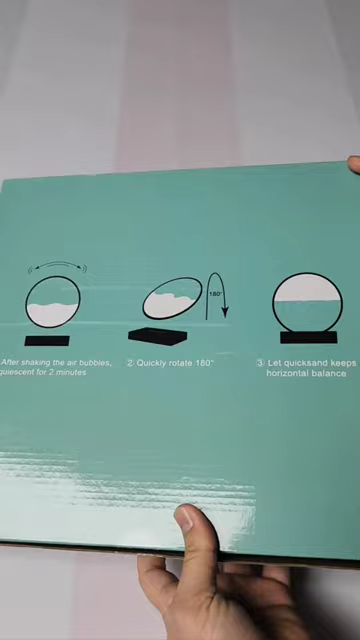 After shaking the air bubbles,
quiescent for 2 minutes
180°
② Quickly rotate 180°
③ Let quicksand keeps
horizontal balance